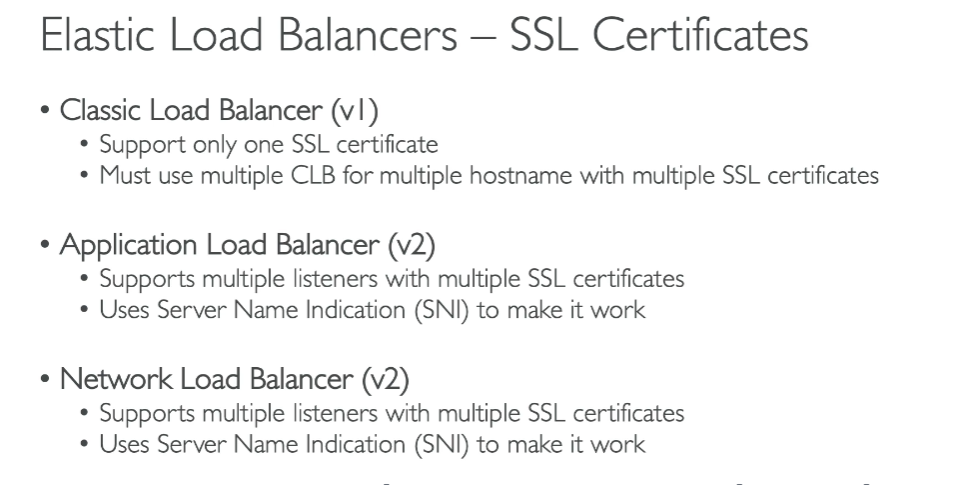 Elastic Load Balancers – SSL Certificates
• Classic Load Balancer (v1)
• Support only one SSL certificate
• Must use multiple CLB for multiple hostname with multiple SSL certificates
• Application Load Balancer (v2)
• Supports multiple listeners with multiple SSL certificates
• Uses Server Name Indication (SNI) to make it work
• Network Load Balancer (v2)
• Supports multiple listeners with multiple SSL certificates
• Uses Server Name Indication (SNI) to make it work